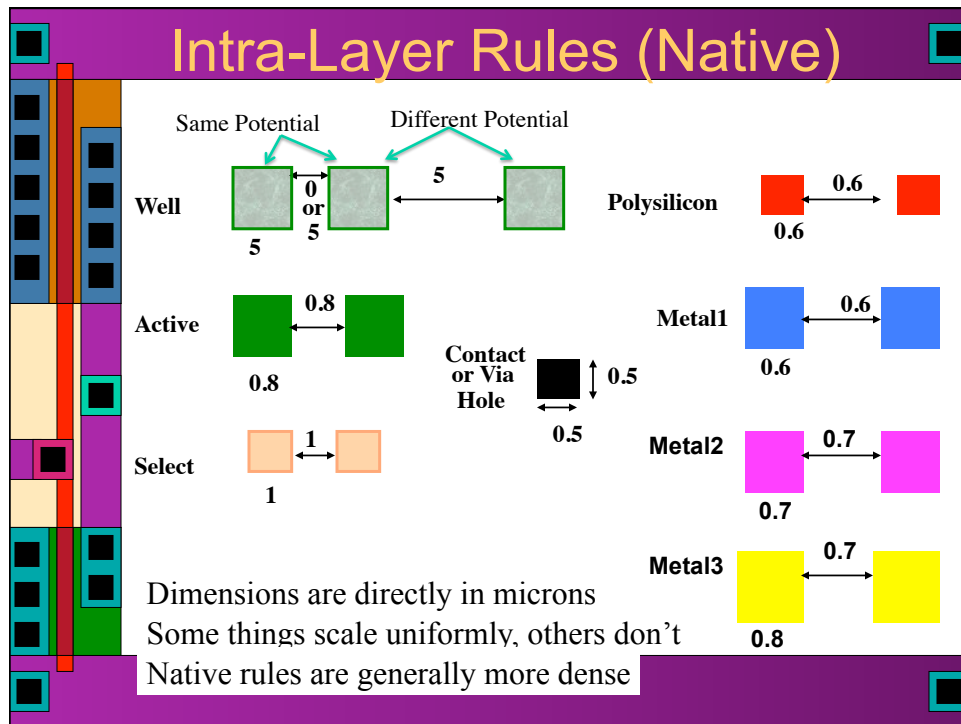 Intra-Layer Rules (Native)
Same Potential
Different Potential
Well
0
or
5
5
5
Polysilicon
0.6
0.6
Active
0.8
0.8
Metal1
0.6
0.6
Contact
or Via
Hole
0.5
0.5
Select
1
1
Metal2
0.7
0.7
Metal3
0.7
0.8
Dimensions are directly in microns
Some things scale uniformly, others don’t
Native rules are generally more dense